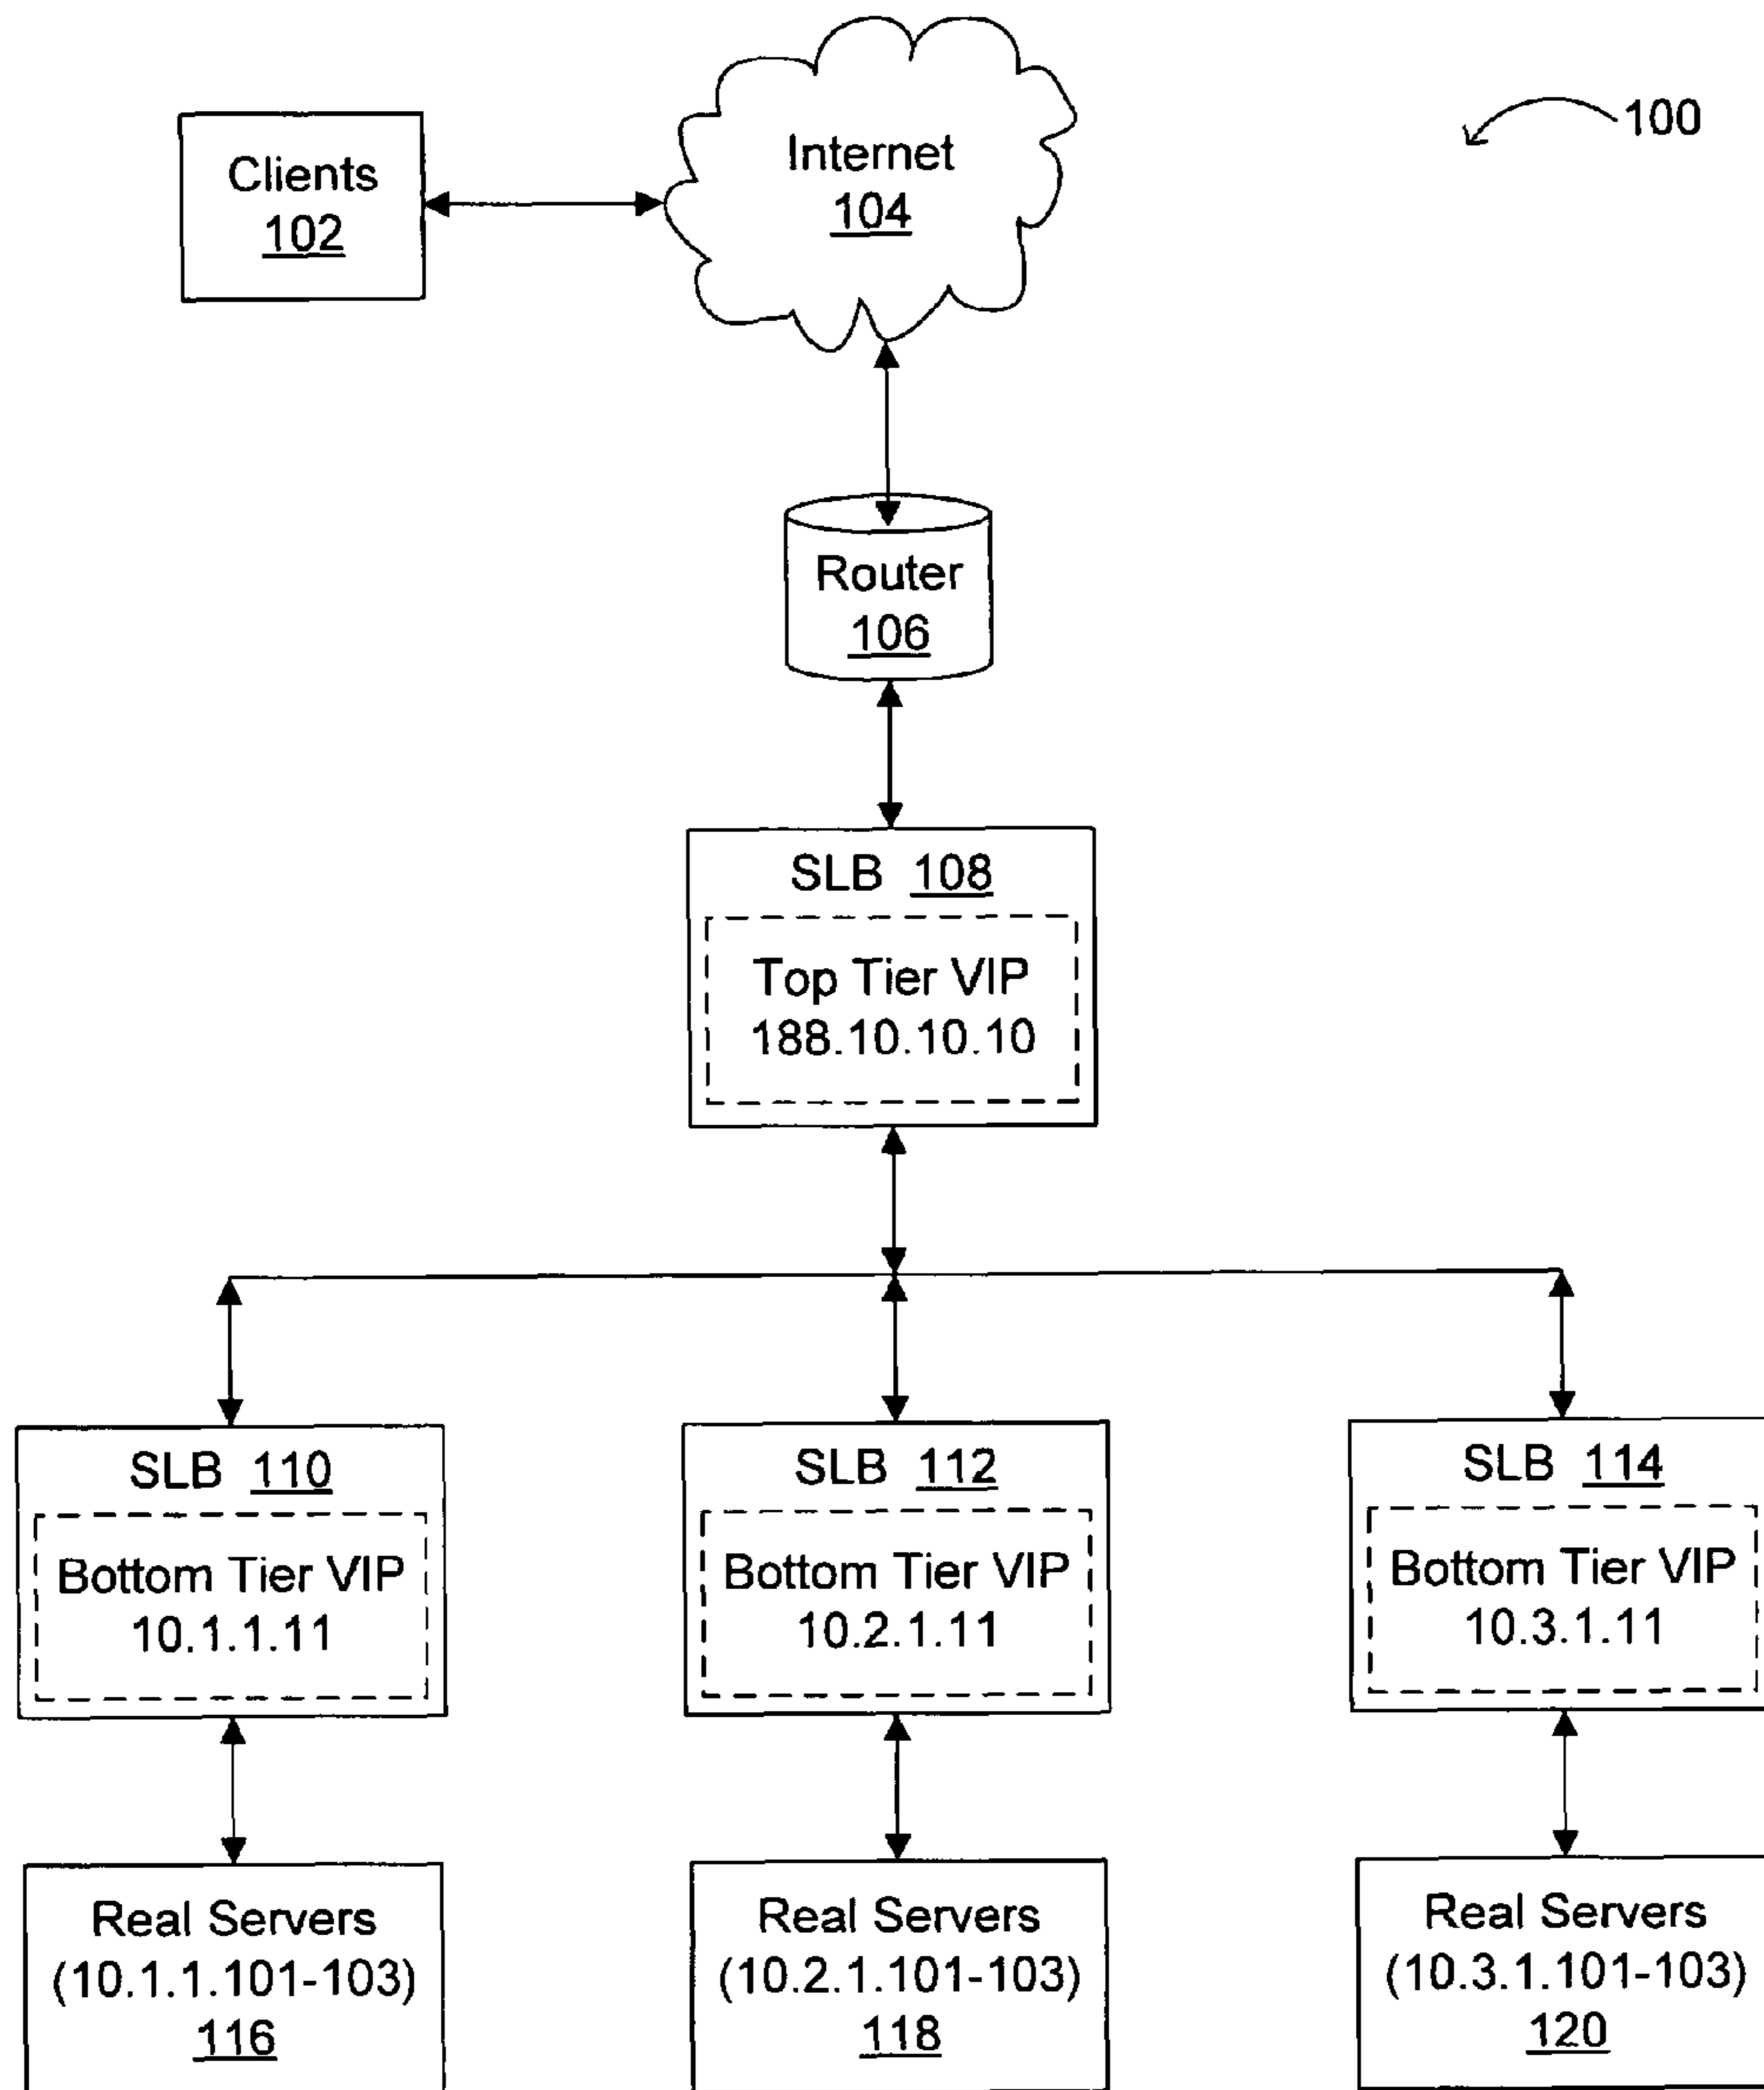 100
Clients
102
Internet
104
Router
106
SLB 108
Top Tier VIP
188.10.10.10
SLB 110
Bottom Tier VIP
10.1.1.11
SLB 112
Bottom Tier VIP
10.2.1.11
SLB 114
Bottom Tier VIP
10.3.1.11
Real Servers
(10.1.1.101-103)
116
Real Servers
(10.2.1.101-103)
118
Real Servers
(10.3.1.101-103)
120